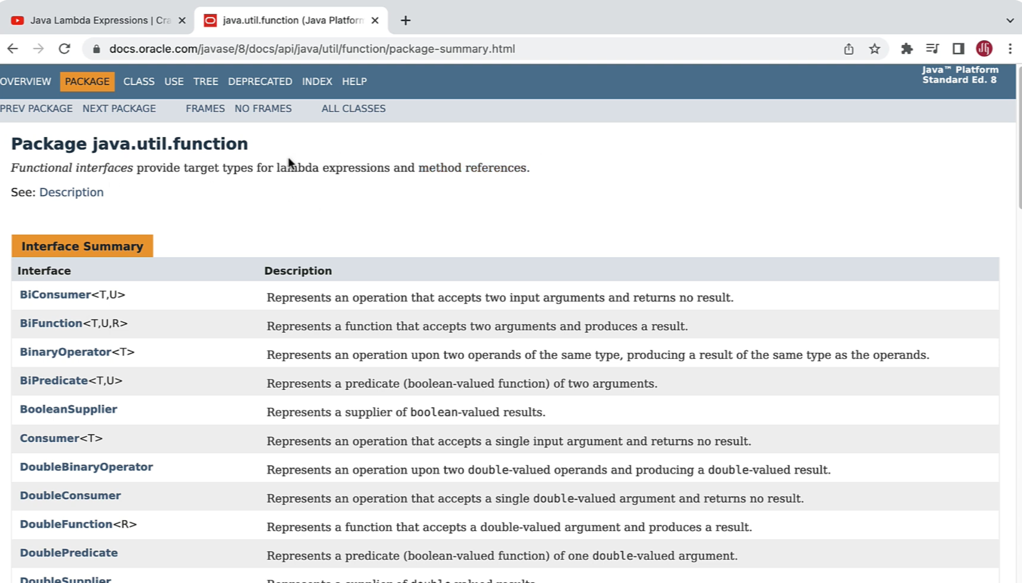 Java Lambda Expressions | Cra
java.util.function (Java Platform
docs.oracle.com/javase/8/docs/api/java/util/function/package-summary.html
OVERVIEW PACKAGE CLASS USE TREE DEPRECATED INDEX HELP
Java™ Platform
Standard Ed. 8
PREV PACKAGE NEXT PACKAGE FRAMES NO FRAMES ALL CLASSES
Package java.util.function
Functional interfaces provide target types for lambda expressions and method references.
See: Description
Interface Summary
Interface Description
BiConsumer<T,U> Represents an operation that accepts two input arguments and returns no result.
BiFunction<T,U,R> Represents a function that accepts two arguments and produces a result.
BinaryOperator<T> Represents an operation upon two operands of the same type, producing a result of the same type as the operands.
BiPredicate<T,U> Represents a predicate (boolean-valued function) of two arguments.
BooleanSupplier Represents a supplier of boolean-valued results.
Consumer<T> Represents an operation that accepts a single input argument and returns no result.
DoubleBinaryOperator Represents an operation upon two double-valued operands and producing a double-valued result.
DoubleConsumer Represents an operation that accepts a single double-valued argument and returns no result.
DoubleFunction<R> Represents a function that accepts a double-valued argument and produces a result.
DoublePredicate Represents a predicate (boolean-valued function) of one double-valued argument.
DoubleSupplier Represents a supplier of double-valued results.